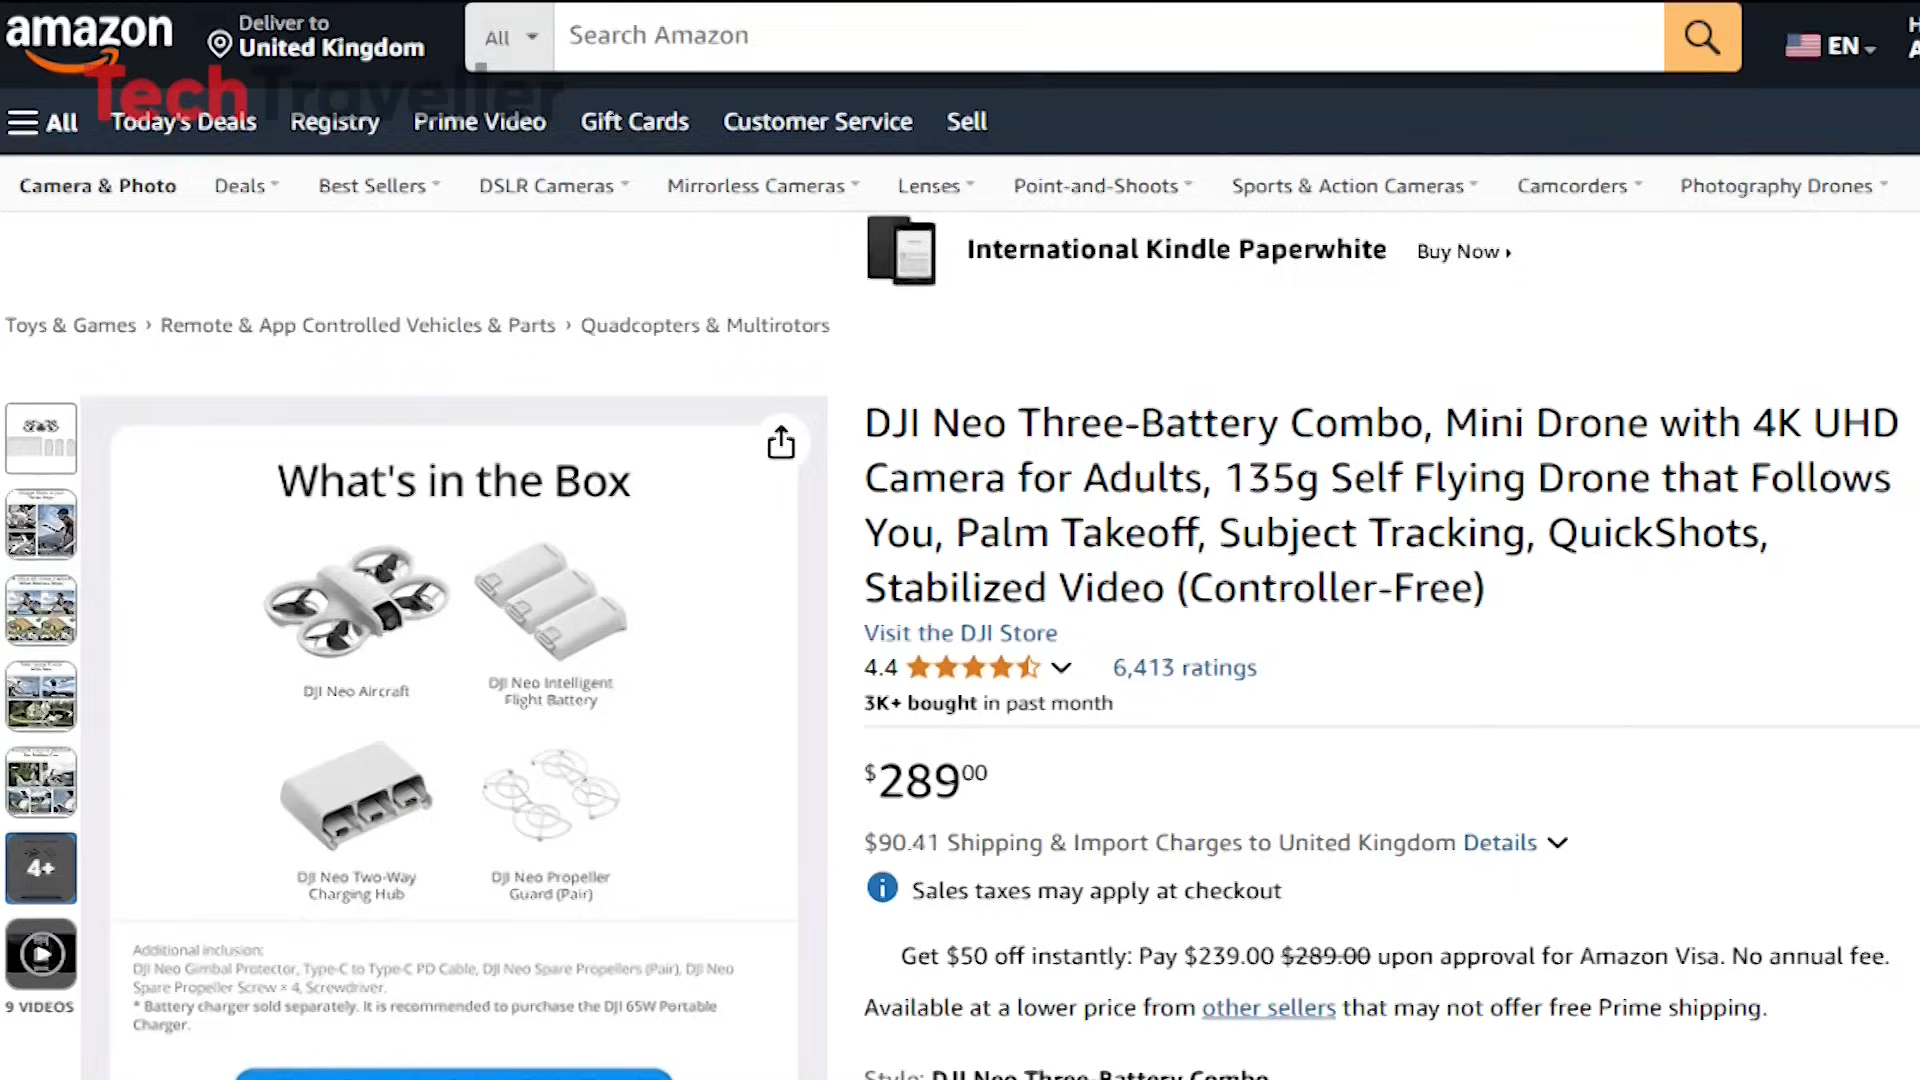 amazon
Deliver to
United Kingdom
All
Search Amazon
EN
TechTraveller
All
Today's Deals
Registry
Prime Video
Gift Cards
Customer Service
Sell
Camera & Photo
Deals
Best Sellers
DSLR Cameras
Mirrorless Cameras
Lenses
Point-and-Shoots
Sports & Action Cameras
Camcorders
Photography Drones
International Kindle Paperwhite
Buy Now
Toys & Games › Remote & App Controlled Vehicles & Parts › Quadcopters & Multirotors
4+
9 VIDEOS
What's in the Box
DJI Neo Aircraft
DJI Neo Intelligent
Flight Battery
DJI Neo Two-Way
Charging Hub
DJI Neo Propeller
Guard (Pair)
Additional inclusion:
DJI Neo Gimbal Protector, Type-C to Type-C PD Cable, DJI Neo Spare Propellers (Pair), DJI Neo
Spare Propeller Screw × 4, Screwdriver.
* Battery charger sold separately. It is recommended to purchase the DJI 65W Portable
Charger.
DJI Neo Three-Battery Combo, Mini Drone with 4K UHD
Camera for Adults, 135g Self Flying Drone that Follows
You, Palm Takeoff, Subject Tracking, QuickShots,
Stabilized Video (Controller-Free)
Visit the DJI Store
4.4
6,413 ratings
3K+ bought in past month
$28900
$90.41 Shipping & Import Charges to United Kingdom Details
Sales taxes may apply at checkout
Get $50 off instantly: Pay $239.00 $289.00 upon approval for Amazon Visa. No annual fee.
Available at a lower price from other sellers that may not offer free Prime shipping.
Style: DJI Neo Three-Battery Combo